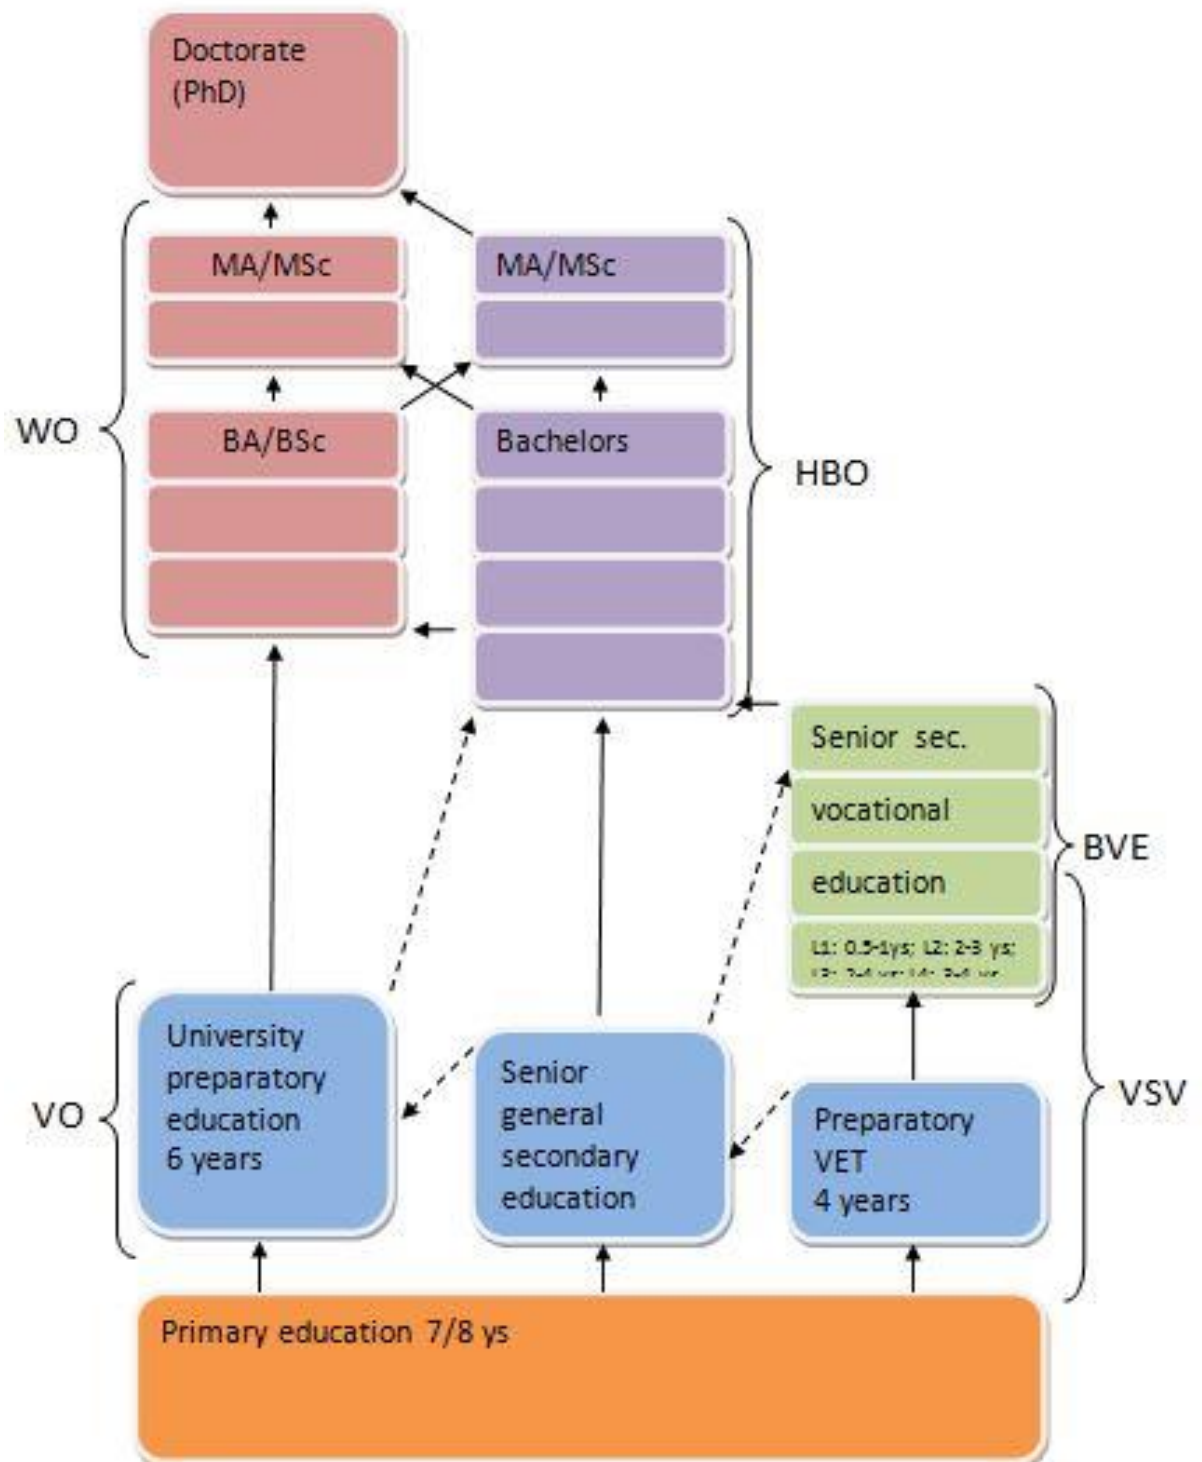 Doctorate
(PhD)
MA/MSc
MA/MSc
WO
BA/BSc
Bachelors
HBO
Senior sec.
vocational
education
BVE
L1: 0.5-1ys; L2: 2-3 ys;
University
preparatory
education
6 years
VO
Senior
general
secondary
education
Preparatory
VET
4 years
VSV
Primary education 7/8 ys